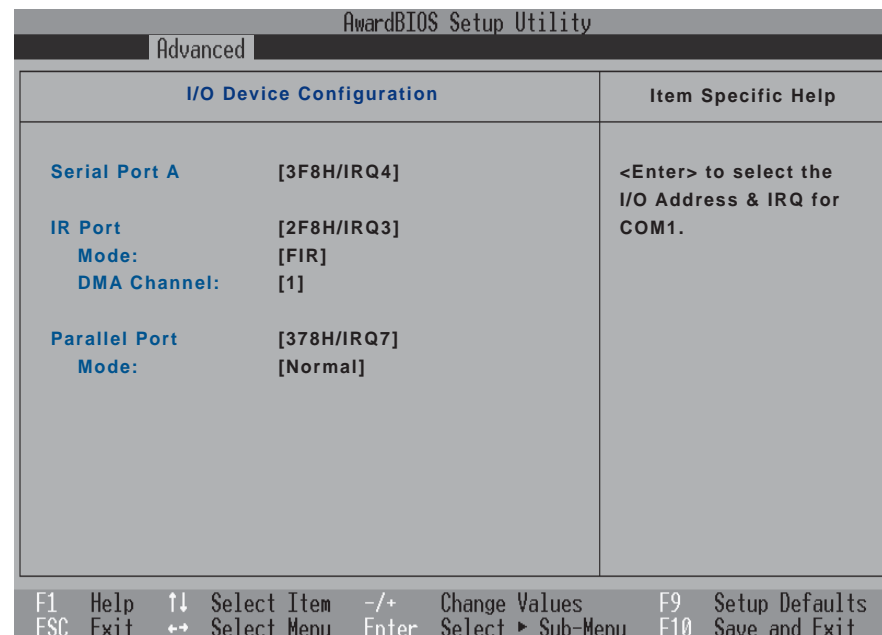 AwardBIOS Setup Utility
Advanced
I/O Device Configuration
Item Specific Help
Serial Port A [3F8H/IRQ4]
IR Port [2F8H/IRQ3]
Mode: [FIR]
DMA Channel: [1]
Parallel Port [378H/IRQ7]
Mode: [Normal]
<Enter> to select the
I/O Address & IRQ for
COM1.
F1 Help ↑↓ Select Item -/+ Change Values F9 Setup Defaults
ESC Exit ←→ Select Menu Enter Select ▶ Sub-Menu F10 Save and Exit